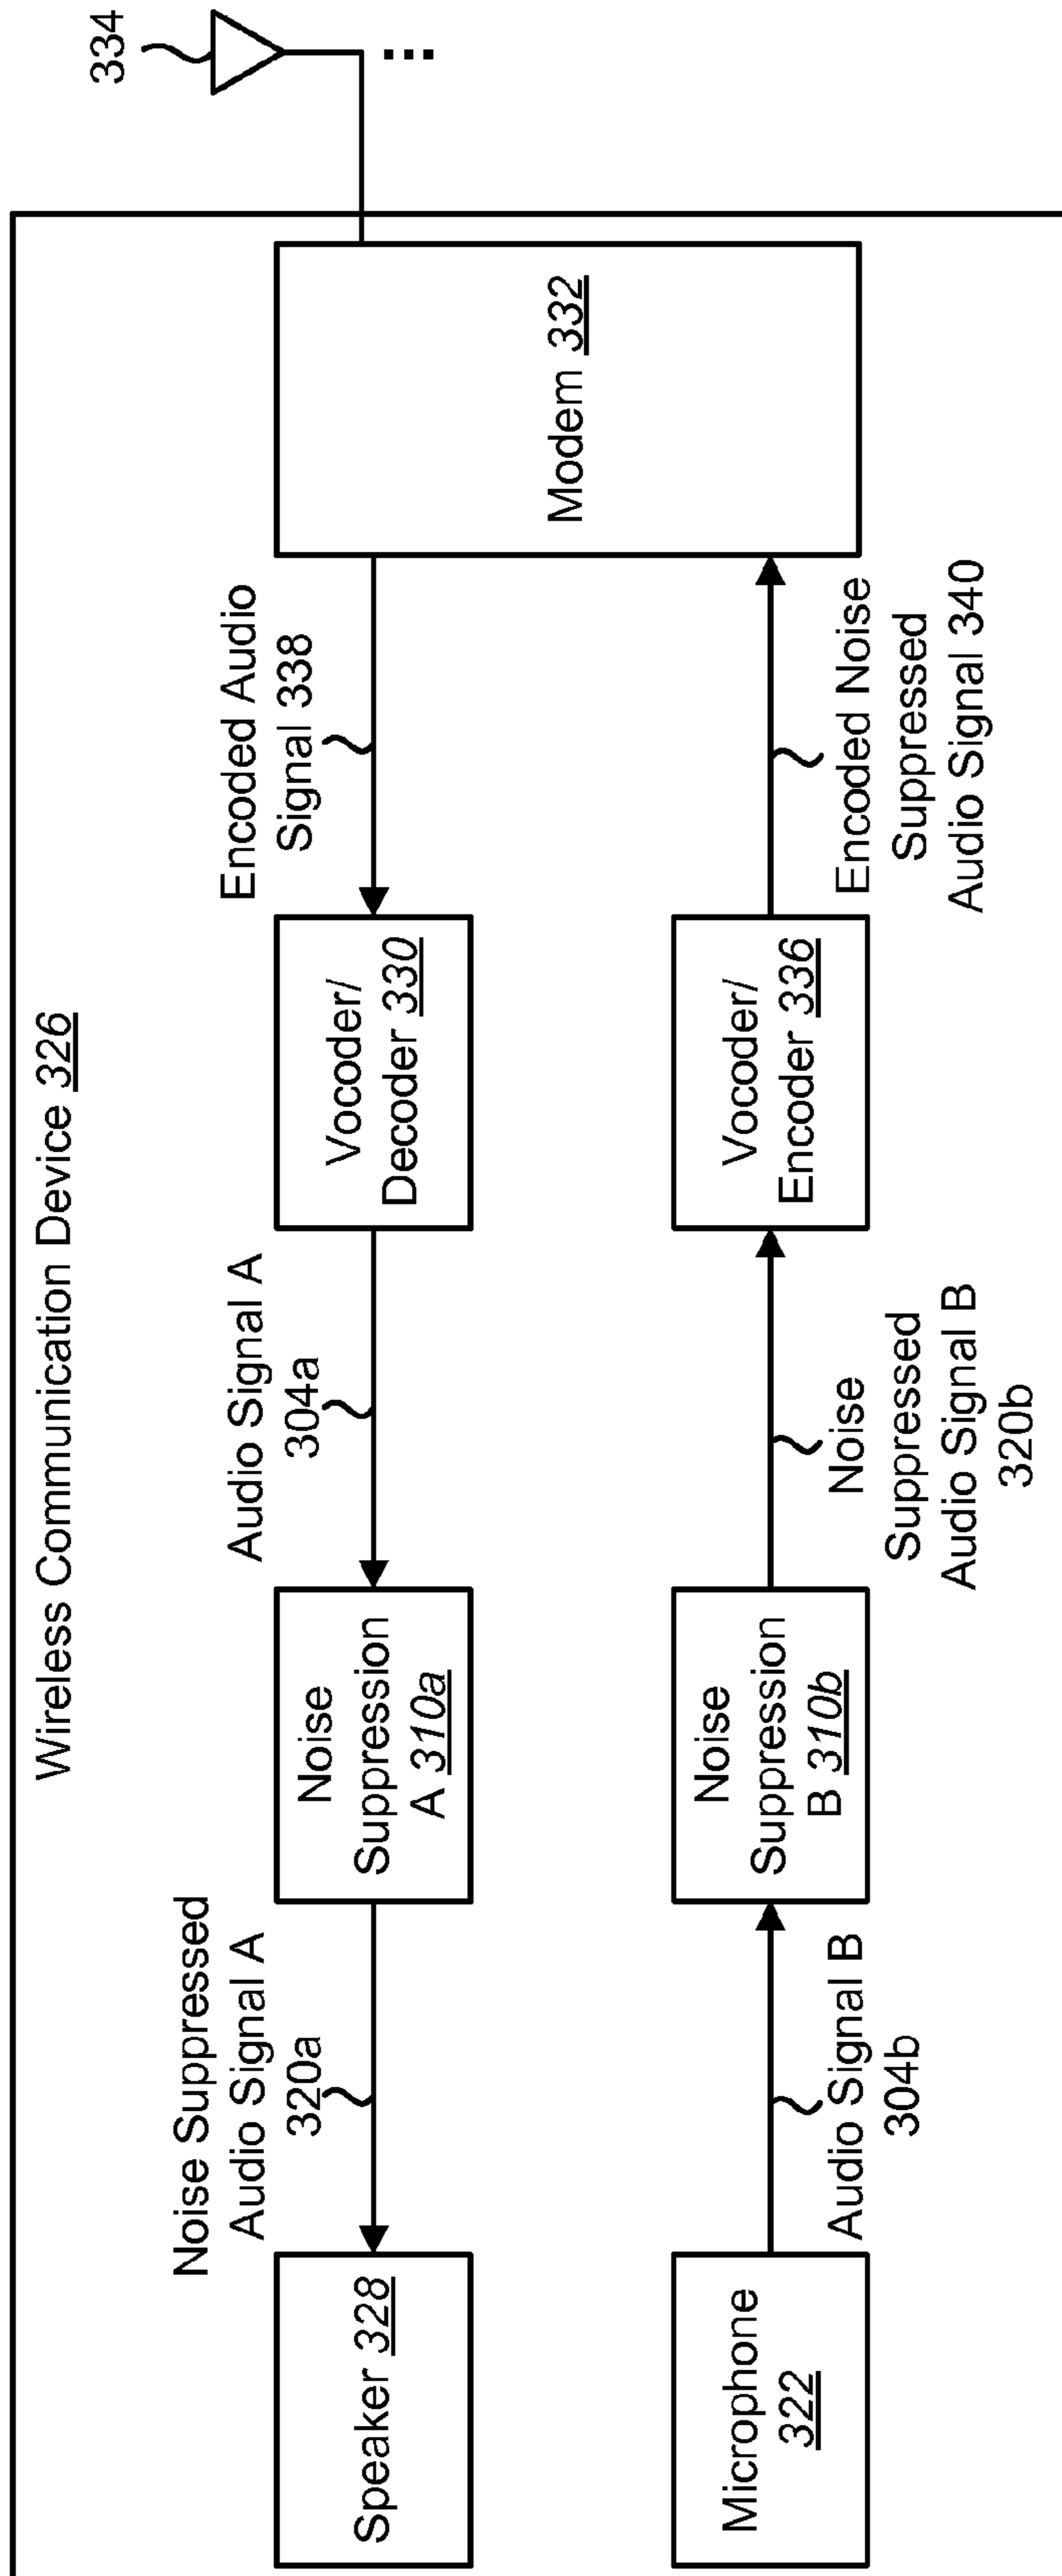 Wireless Communication Device 326
334
Noise Suppressed
Audio Signal A
320a
Audio Signal A
304a
Encoded Audio
Signal 338
Speaker 328
Noise
Suppression
A 310a
Vocoder/
Decoder 330
Modem 332
Microphone
322
Noise
Suppression
B 310b
Vocoder/
Encoder 336
Audio Signal B
304b
Noise
Suppressed
Audio Signal B
320b
Encoded Noise
Suppressed
Audio Signal 340